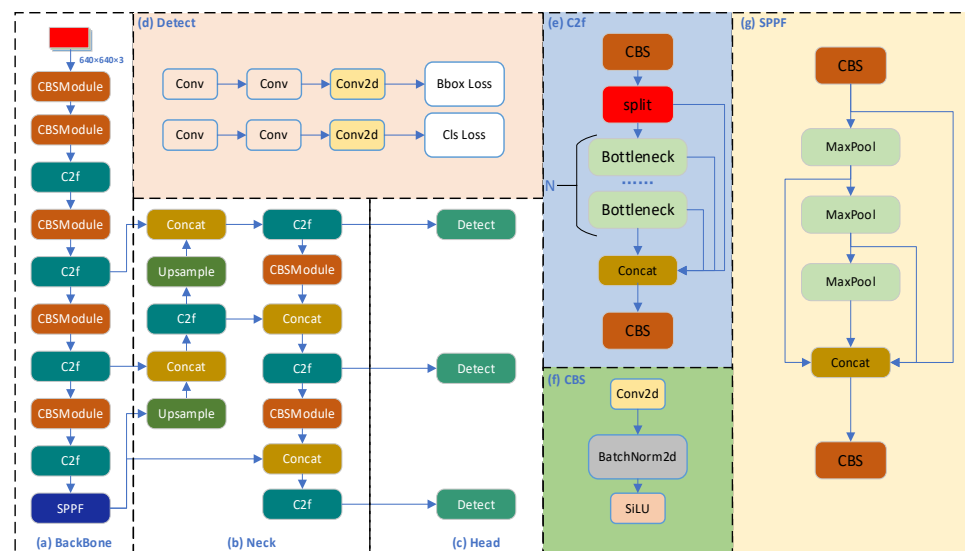 640×640×3
CBSModule
CBSModule
C2f
CBSModule
C2f
CBSModule
C2f
CBSModule
C2f
SPPF
(a) BackBone
(d) Detect
Conv
Conv
Conv2d
Bbox Loss
Conv
Conv
Conv2d
Cls Loss
Concat
Upsample
C2f
Concat
Upsample
C2f
CBSModule
Concat
C2f
CBSModule
Concat
C2f
(b) Neck
Detect
Detect
Detect
(c) Head
(e) C2f
CBS
split
Bottleneck
......
N
Bottleneck
Concat
CBS
(f) CBS
Conv2d
BatchNorm2d
SiLU
(g) SPPF
CBS
MaxPool
MaxPool
MaxPool
Concat
CBS